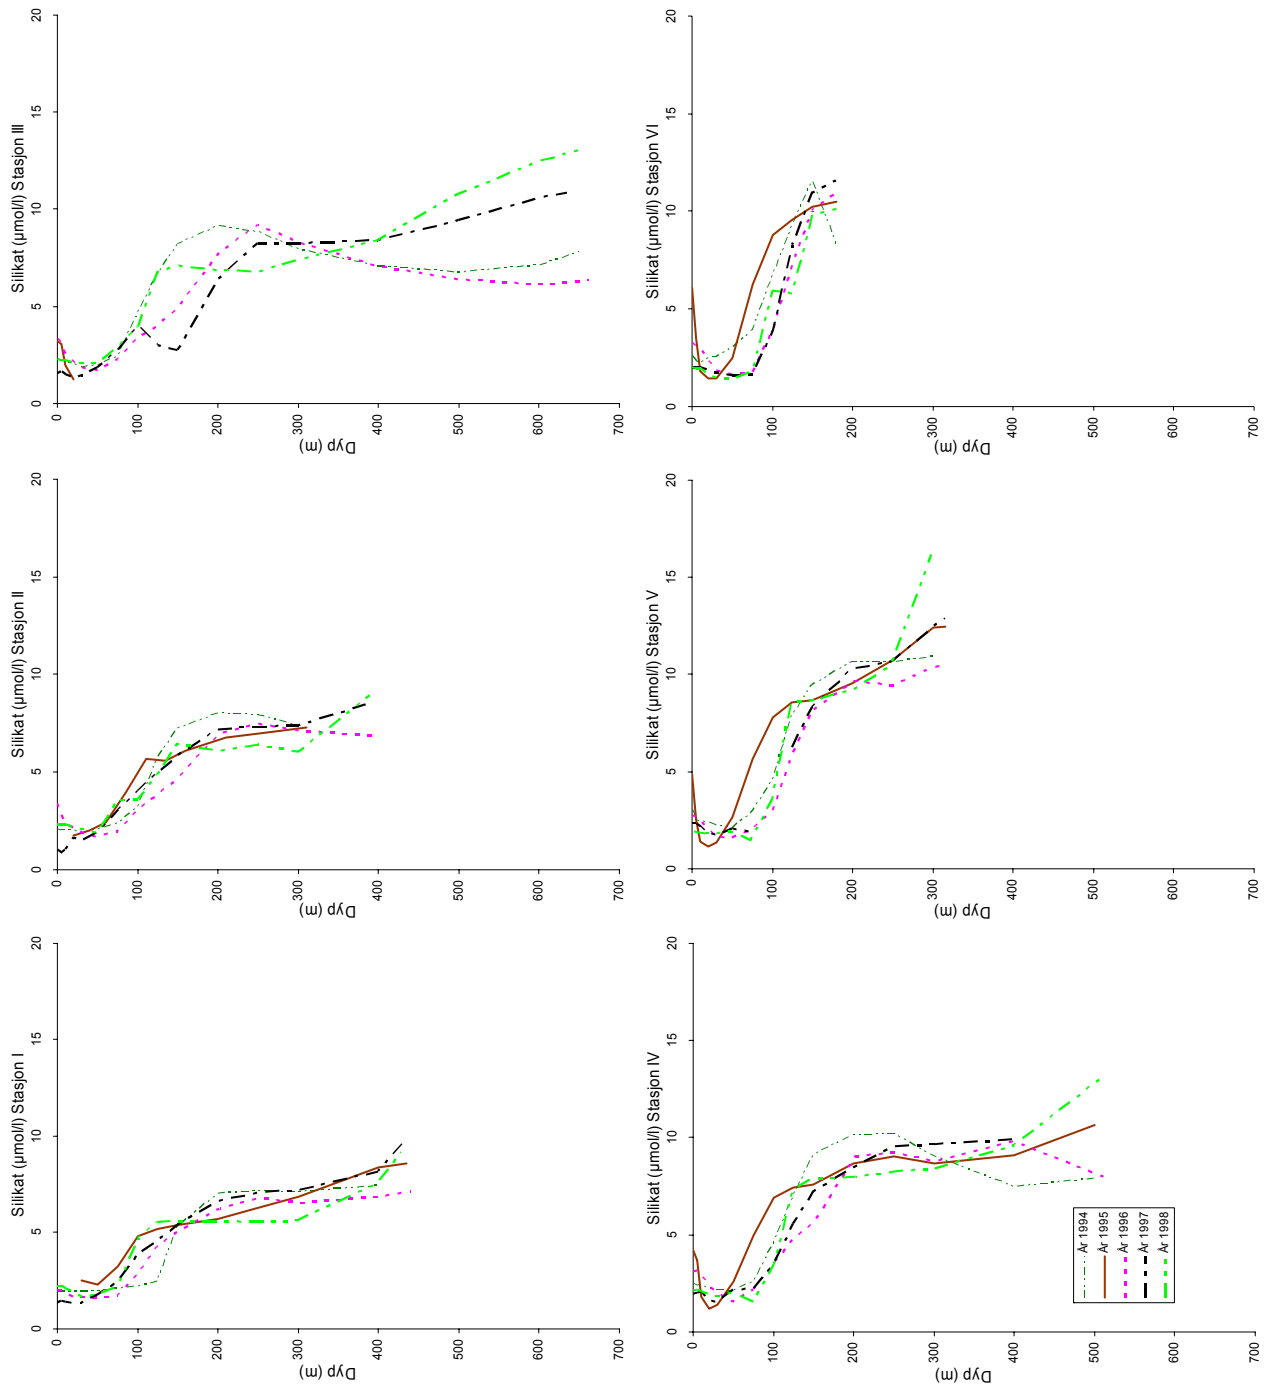 Silikat (µmol/l) Stasjon I
0 5 10 15 20
0
100
200
300
400
500
600
700
Dyp (m)
Silikat (µmol/l) Stasjon II
0 5 10 15 20
0
100
200
300
400
500
600
700
Dyp (m)
Silikat (µmol/l) Stasjon III
0 5 10 15 20
0
100
200
300
400
500
600
700
Dyp (m)
Silikat (µmol/l) Stasjon IV
0 5 10 15 20
0
100
200
300
400
500
600
700
Dyp (m)
År 1994
År 1995
År 1996
År 1997
År 1998
Silikat (µmol/l) Stasjon V
0 5 10 15 20
0
100
200
300
400
500
600
700
Dyp (m)
Silikat (µmol/l) Stasjon VI
0 5 10 15 20
0
100
200
300
400
500
600
700
Dyp (m)